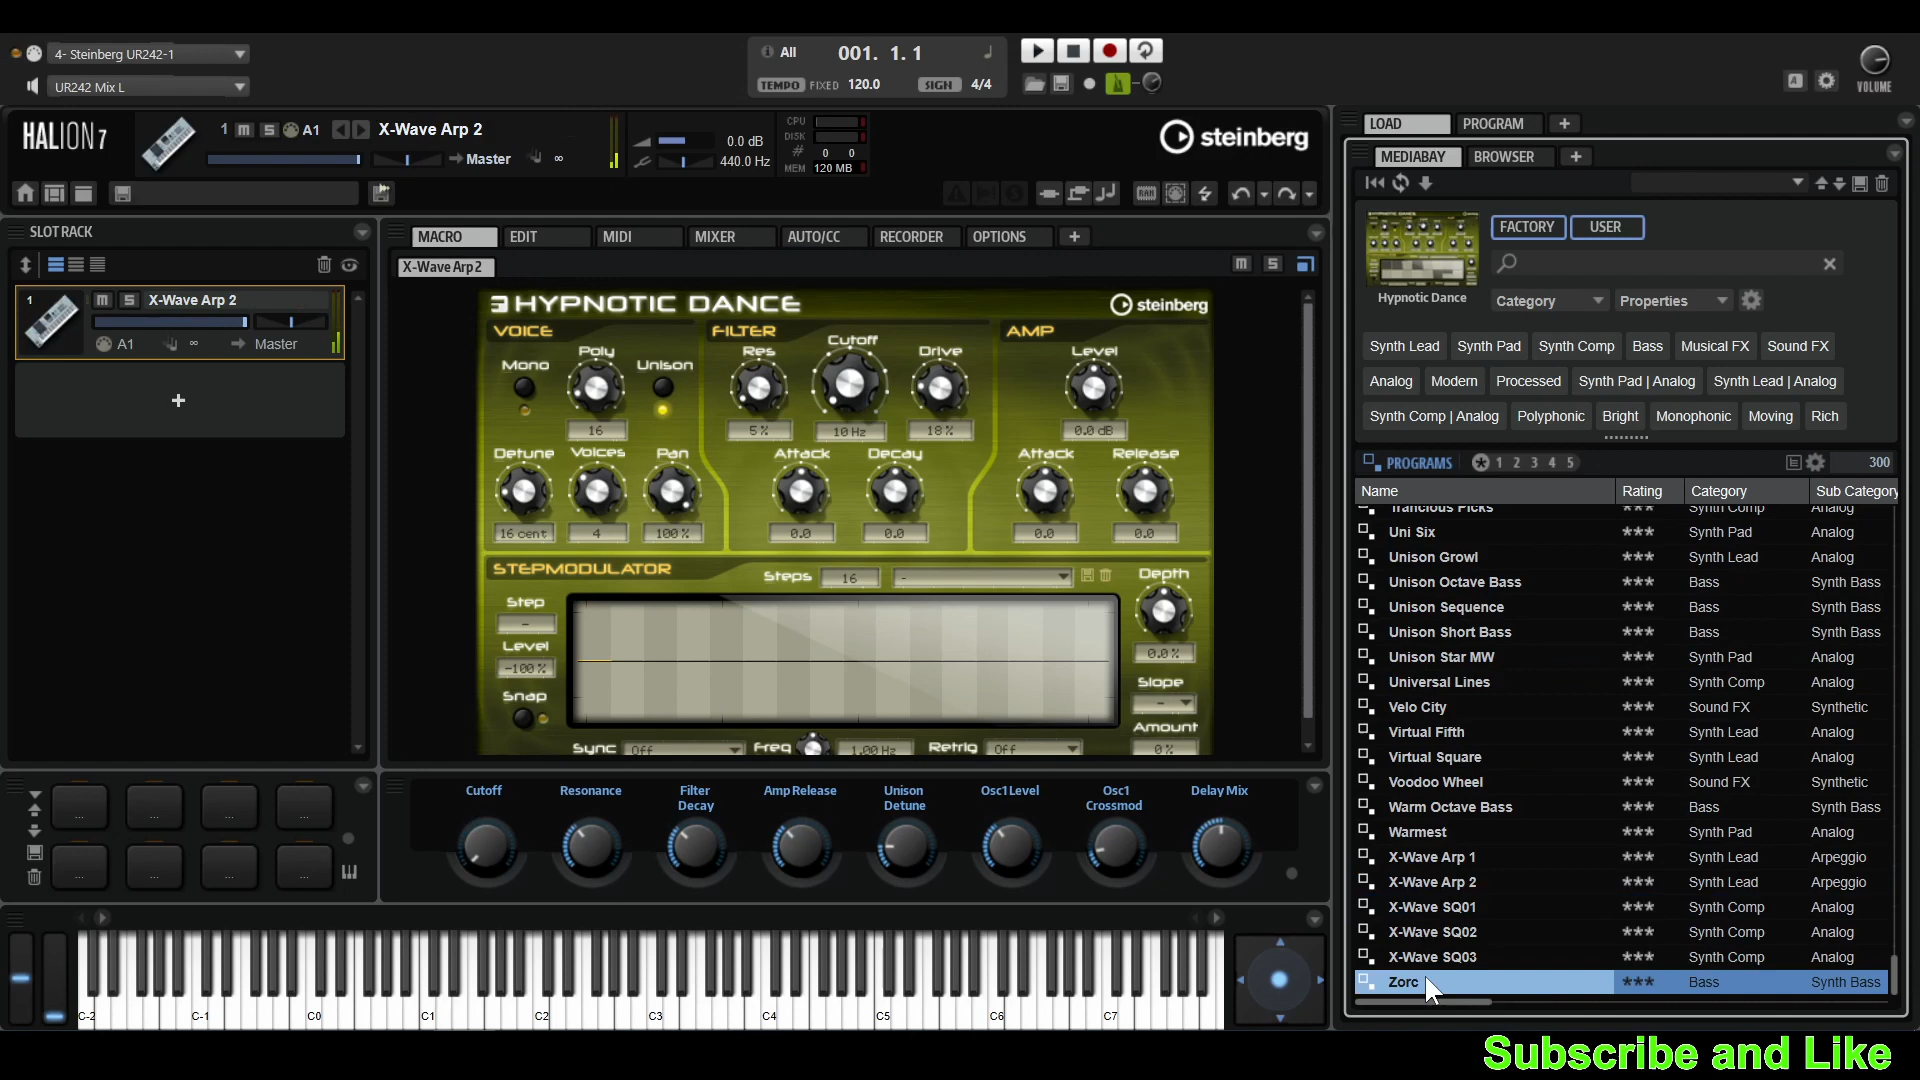 4- Steinberg UR242-1
UR242 Mix L
All 001. 1. 1
TEMPO FIXED 120.0 SIGN 4/4
A
VOLUME
HALION 7
1 M S A1 X-Wave Arp 2
Master ∞
0.0 dB
440.0 Hz
CPU
DISK
# 0 0
MEM 120 MB
steinberg
LOAD PROGRAM +
MEDIABAY BROWSER +
RAM
SLOT RACK
1 M S X-Wave Arp 2
A1 ∞ Master
+
MACRO EDIT MIDI MIXER AUTO/CC RECORDER OPTIONS +
X-Wave Arp 2 M S
HYPNOTIC DANCE steinberg
VOICE FILTER AMP
Mono Poly Unison Res Cutoff Drive Level
16 5 % 10 Hz 18 % 0.0 dB
Detune Voices Pan Attack Decay Attack Release
16 cent 4 100 % 0.0 0.0 0.0 0.0
STEPMODULATOR Steps 16 - Depth
Step
-
Level 0.0 %
-100 % Slope
Snap -
Amount
Sync Off Freq 1.00 Hz Retrig Off 0 %
Hypnotic Dance
FACTORY USER
Category Properties
Synth Lead Synth Pad Synth Comp Bass Musical FX Sound FX
Analog Modern Processed Synth Pad | Analog Synth Lead | Analog
Synth Comp | Analog Polyphonic Bright Monophonic Moving Rich
PROGRAMS 1 2 3 4 5 300
Name Rating Category Sub Category
Trancious Picks *** Synth Comp Analog
Uni Six *** Synth Pad Analog
Unison Growl *** Synth Lead Analog
Unison Octave Bass *** Bass Synth Bass
Unison Sequence *** Bass Synth Bass
Unison Short Bass *** Bass Synth Bass
Unison Star MW *** Synth Pad Analog
Universal Lines *** Synth Comp Analog
Velo City *** Sound FX Synthetic
Virtual Fifth *** Synth Lead Analog
Virtual Square *** Synth Lead Analog
Voodoo Wheel *** Sound FX Synthetic
Warm Octave Bass *** Bass Synth Bass
Warmest *** Synth Pad Analog
X-Wave Arp 1 *** Synth Lead Arpeggio
X-Wave Arp 2 *** Synth Lead Arpeggio
X-Wave SQ01 *** Synth Comp Analog
X-Wave SQ02 *** Synth Comp Analog
X-Wave SQ03 *** Synth Comp Analog
Zorc *** Bass Synth Bass
... ... ... ...
... ... ... ...
Cutoff Resonance Filter Decay Amp Release Unison Detune Osc1 Level Osc1 Crossmod Delay Mix
C-2 C-1 C0 C1 C2 C3 C4 C5 C6 C7
Subscribe and Like